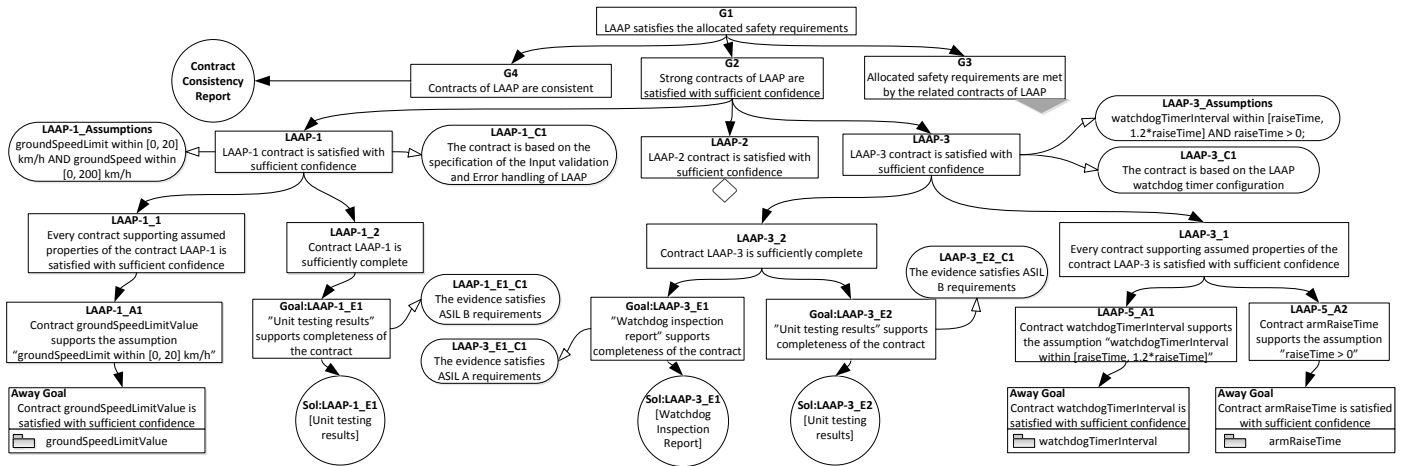 G1
LAAP satisfies the allocated safety requirements
Contract
Consistency
Report
G4
Contracts of LAAP are consistent
G2
Strong contracts of LAAP are
satisfied with sufficient confidence
G3
Allocated safety requirements are met
by the related contracts of LAAP
LAAP-1_Assumptions
groundSpeedLimit within [0, 20]
km/h AND groundSpeed within
[0, 200] km/h
LAAP-1
LAAP-1 contract is satisfied with
sufficient confidence
LAAP-1_C1
The contract is based on the
specification of the Input validation
and Error handling of LAAP
LAAP-2
LAAP-2 contract is satisfied with
sufficient confidence
LAAP-3
LAAP-3 contract is satisfied with
sufficient confidence
LAAP-3_Assumptions
watchdogTimerInterval within [raiseTime,
1.2*raiseTime] AND raiseTime > 0;
LAAP-3_C1
The contract is based on the LAAP
watchdog timer configuration
LAAP-1_1
Every contract supporting assumed
properties of the contract LAAP-1 is
satisfied with sufficient confidence
LAAP-1_2
Contract LAAP-1 is
sufficiently complete
LAAP-3_2
Contract LAAP-3 is sufficiently complete
LAAP-3_1
Every contract supporting assumed properties of the
contract LAAP-3 is satisfied with sufficient confidence
LAAP-1_A1
Contract groundSpeedLimitValue
supports the assumption
“groundSpeedLimit within [0, 20] km/h”
Goal:LAAP-1_E1
”Unit testing results”
supports completeness of
the contract
LAAP-1_E1_C1
The evidence satisfies
ASIL B requirements
LAAP-3_E1_C1
The evidence satisfies
ASIL A requirements
Goal:LAAP-3_E1
”Watchdog inspection
report” supports
completeness of the contract
Goal:LAAP-3_E2
”Unit testing results” supports
completeness of the contract
LAAP-3_E2_C1
The evidence satisfies ASIL
B requirements
LAAP-5_A1
Contract watchdogTimerInterval supports
the assumption “watchdogTimerInterval
within [raiseTime, 1.2*raiseTime]”
LAAP-5_A2
Contract armRaiseTime
supports the assumption
”raiseTime > 0”
Away Goal
Contract groundSpeedLimitValue is
satisfied with sufficient confidence
groundSpeedLimitValue
Sol:LAAP-1_E1
[Unit testing
results]
Sol:LAAP-3_E1
[Watchdog
Inspection
Report]
Sol:LAAP-3_E2
[Unit testing
results]
Away Goal
Contract watchdogTimerInterval is
satisfied with sufficient confidence
watchdogTimerInterval
Away Goal
Contract armRaiseTime is satisfied
with sufficient confidence
armRaiseTime